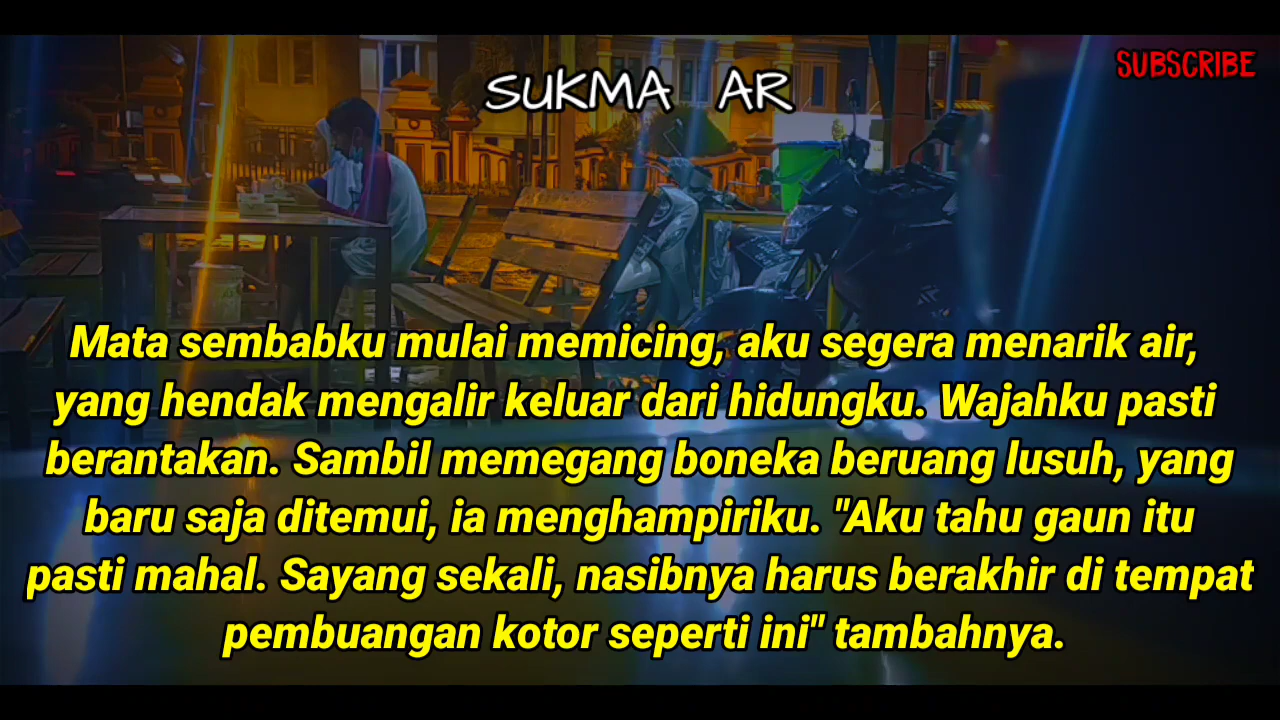 SUBSCRIBE
SUKMA AR
Mata sembabku mulai memicing, aku segera menarik air,
yang hendak mengalir keluar dari hidungku. Wajahku pasti
berantakan. Sambil memegang boneka beruang lusuh, yang
baru saja ditemui, ia menghampiriku. "Aku tahu gaun itu
pasti mahal. Sayang sekali, nasibnya harus berakhir di tempat
pembuangan kotor seperti ini" tambahnya.